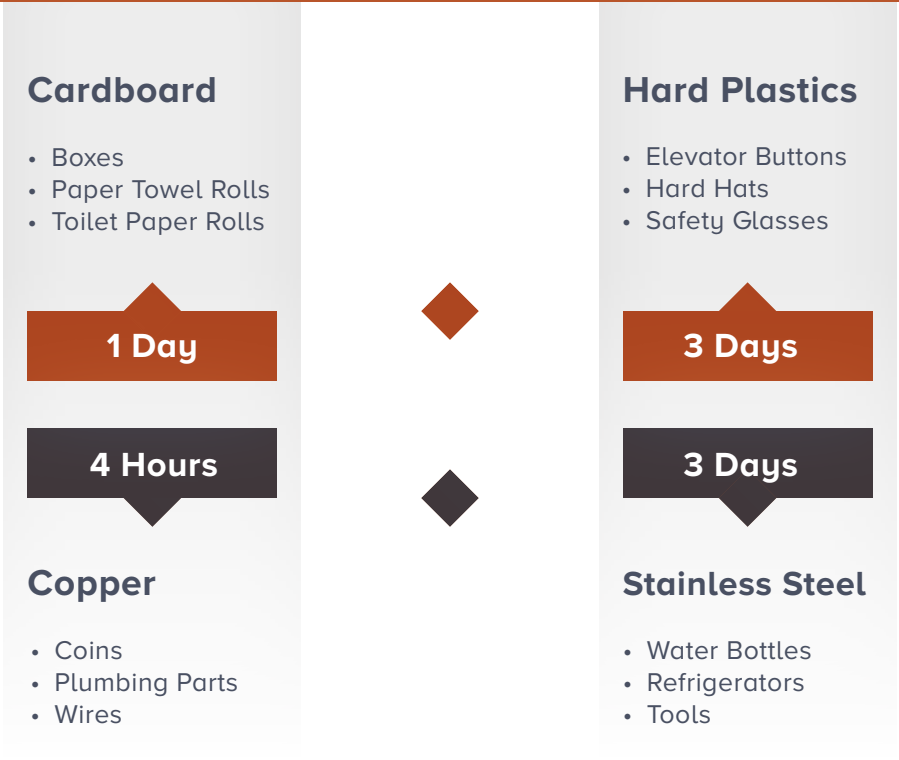 Cardboard
• Boxes
• Paper Towel Rolls
• Toilet Paper Rolls
1 Day
4 Hours
Copper
• Coins
• Plumbing Parts
• Wires
Hard Plastics
• Elevator Buttons
• Hard Hats
• Safety Glasses
3 Days
3 Days
Stainless Steel
• Water Bottles
• Refrigerators
• Tools